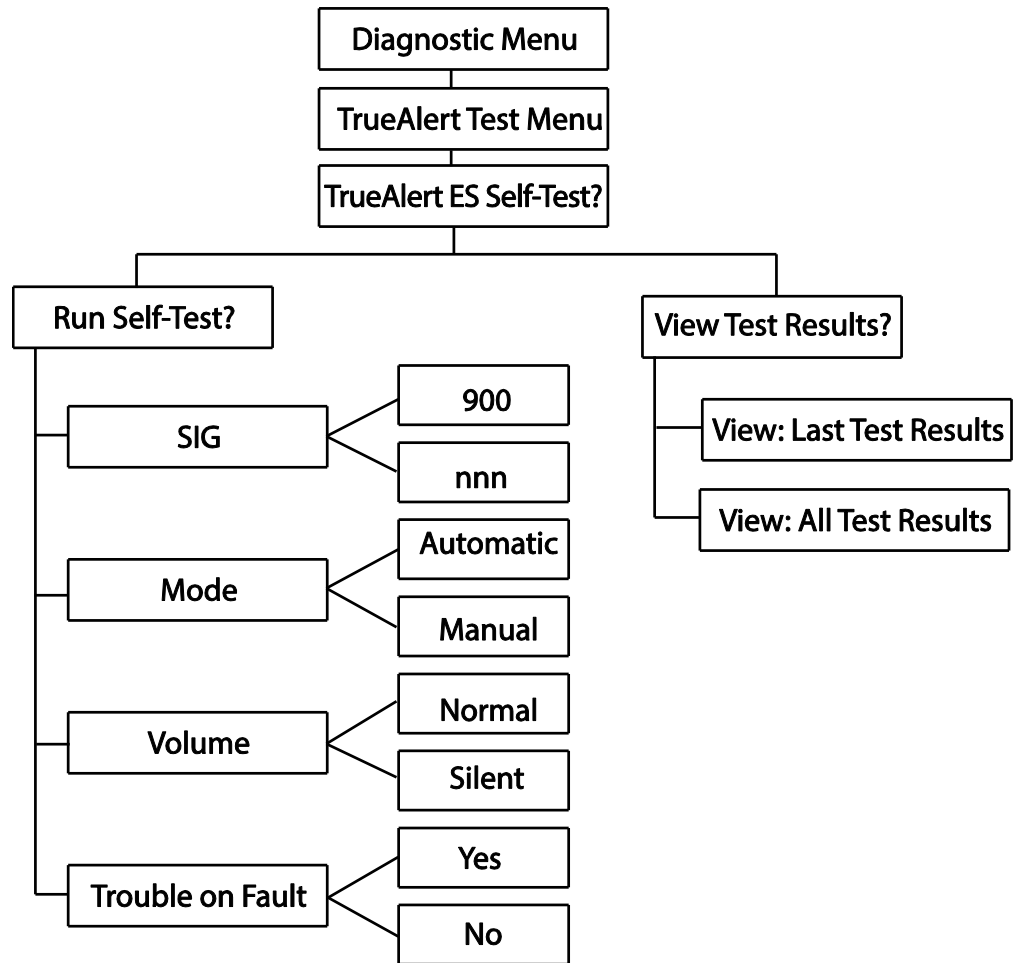 Diagnostic Menu
TrueAlert Test Menu
TrueAlert ES Self-Test?
Run Self-Test?
SIG
900
nnn
Mode
Automatic
Manual
Volume
Normal
Silent
Trouble on Fault
Yes
No
View Test Results?
View: Last Test Results
View: All Test Results